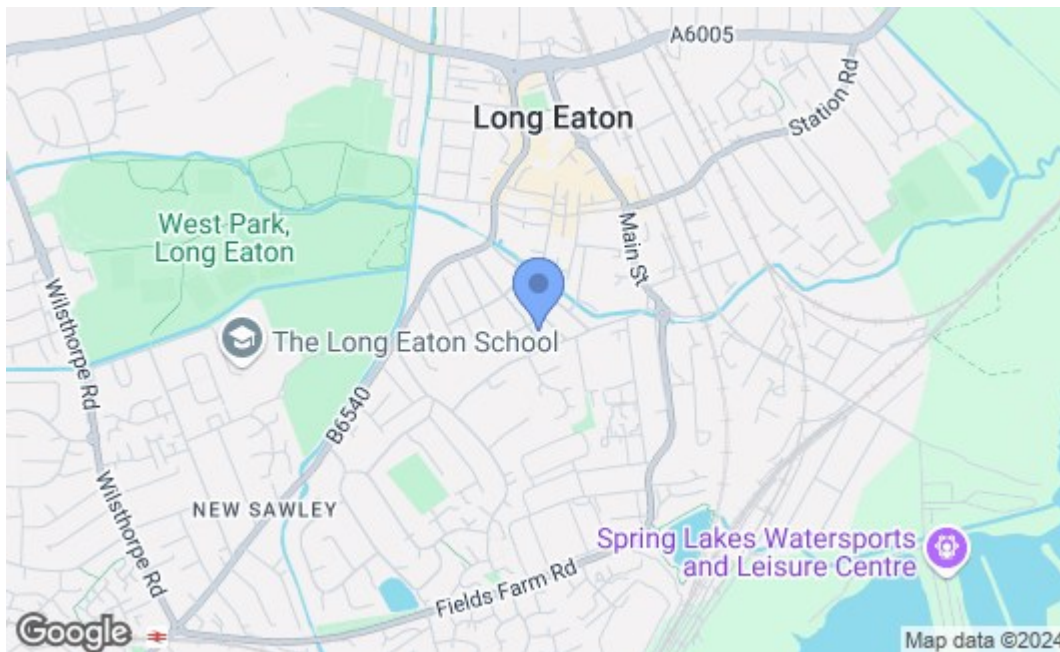 A6005
Long Eaton
Station Rd
West Park,
Long Eaton
Main St
Wilsthorpe Rd
The Long Eaton School
B6540
Wilsthorpe Rd
NEW SAWLEY
Spring Lakes Watersports
and Leisure Centre
Fields Farm Rd
Google
Map data ©2024